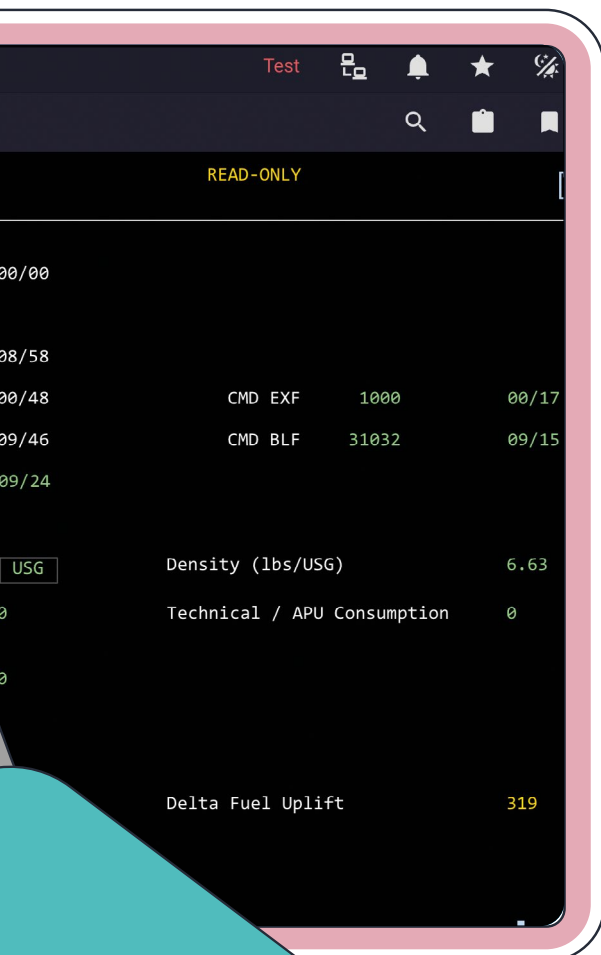 Test
READ-ONLY
00/00
08/58
00/48 CMD EXF 1000 00/17
09/46 CMD BLF 31032 09/15
09/24
USG Density (lbs/USG) 6.63
0 Technical / APU Consumption 0
0
Delta Fuel Uplift 319